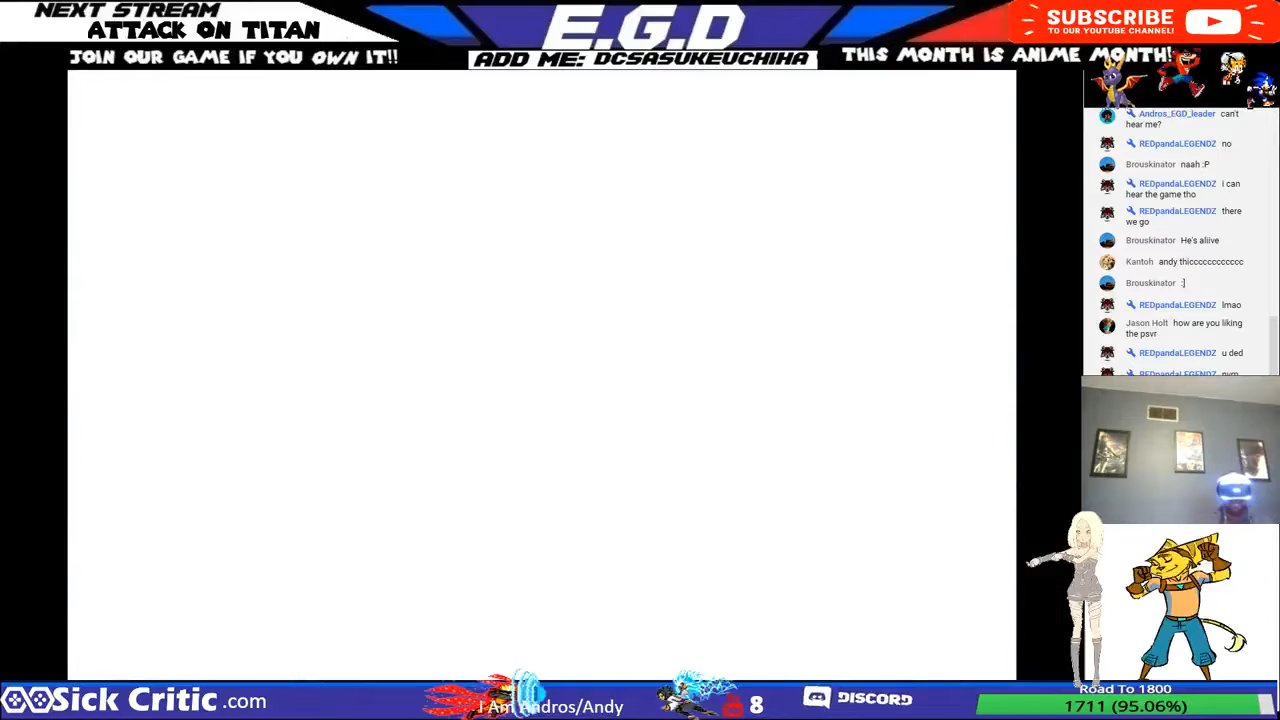 NEXT STREAM
ATTACK ON TITAN
JOIN OUR GAME IF YOU OWN IT!!
E.G.D
ADD ME: DCSASUKEUCHIHA
THIS MONTH IS ANIME MONTH!
SUBSCRIBE
TO OUR YOUTUBE CHANNEL!
Andros_EGD_leader can't
hear me?
REDpandaLEGENDZ no
Brouskinator naah :P
REDpandaLEGENDZ i can
hear the game tho
REDpandaLEGENDZ there
we go
Brouskinator He's aliive
Kantoh andy thicccccccccccc
Brouskinator :]
REDpandaLEGENDZ lmao
Jason Holt how are you liking
the psvr
REDpandaLEGENDZ u ded
REDpandaLEGENDZ nvm
Sick Critic.com
I Am Andros/Andy
8
DISCORD
Road To 1800
1711 (95.06%)